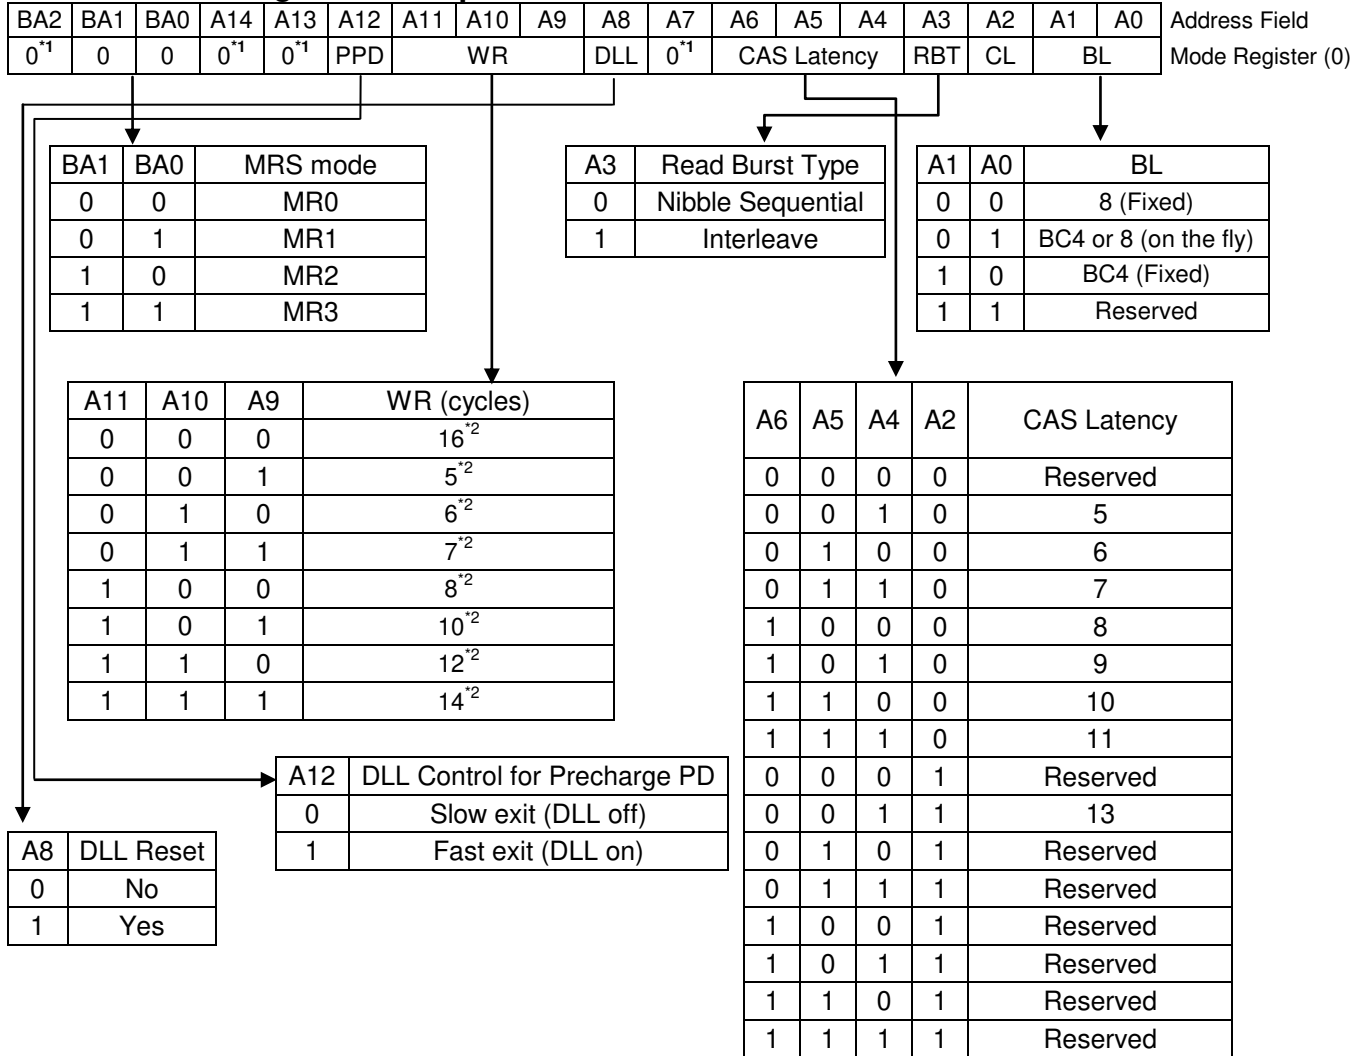 BA2 BA1 BA0 A14 A13 A12 A11 A10 A9 A8 A7 A6 A5 A4 A3 A2 A1 A0 Address Field
0*1 0 0 0*1 0*1 PPD WR DLL 0*1 CAS Latency RBT CL BL Mode Register (0)
BA1 BA0 MRS mode
0 0 MR0
0 1 MR1
1 0 MR2
1 1 MR3
A3 Read Burst Type
0 Nibble Sequential
1 Interleave
A1 A0 BL
0 0 8 (Fixed)
0 1 BC4 or 8 (on the fly)
1 0 BC4 (Fixed)
1 1 Reserved
A11 A10 A9 WR (cycles)
0 0 0 16*2
0 0 1 5*2
0 1 0 6*2
0 1 1 7*2
1 0 0 8*2
1 0 1 10*2
1 1 0 12*2
1 1 1 14*2
A6 A5 A4 A2 CAS Latency
0 0 0 0 Reserved
0 0 1 0 5
0 1 0 0 6
0 1 1 0 7
1 0 0 0 8
1 0 1 0 9
1 1 0 0 10
1 1 1 0 11
0 0 0 1 Reserved
0 0 1 1 13
0 1 0 1 Reserved
0 1 1 1 Reserved
1 0 0 1 Reserved
1 0 1 1 Reserved
1 1 0 1 Reserved
1 1 1 1 Reserved
A12 DLL Control for Precharge PD
0 Slow exit (DLL off)
1 Fast exit (DLL on)
A8 DLL Reset
0 No
1 Yes